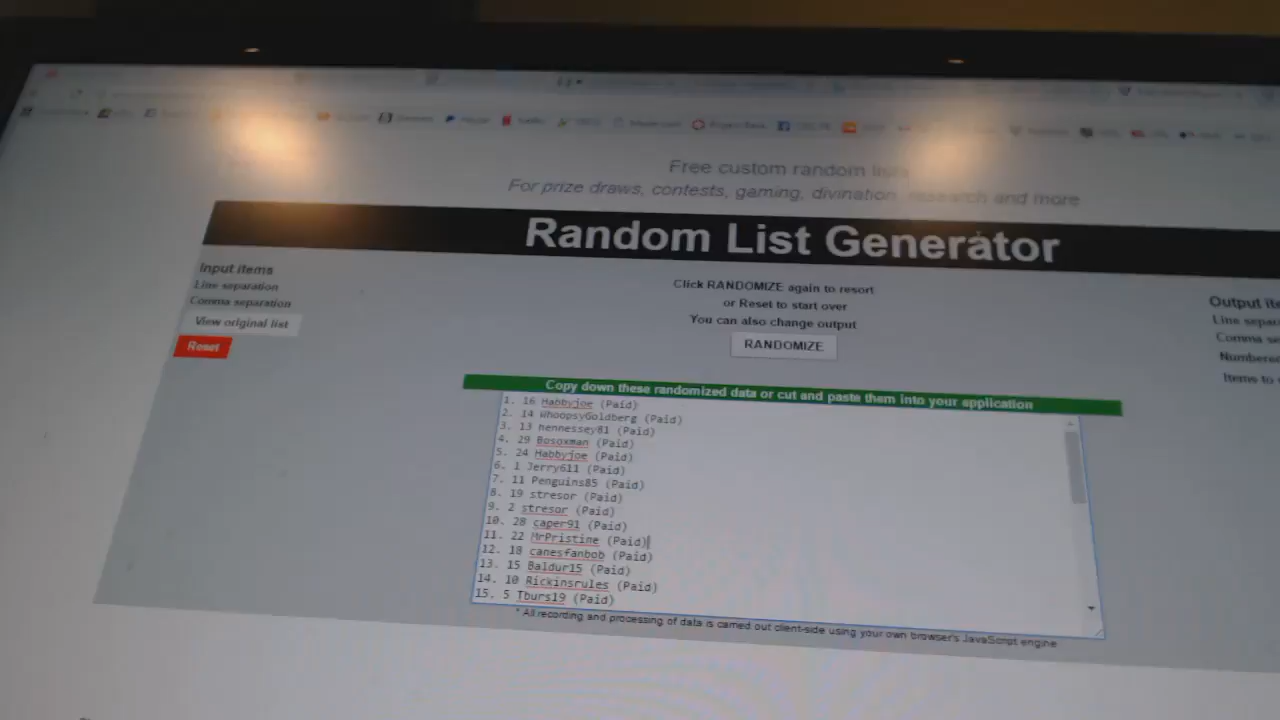 Free custom random
For prize draws, contests, gaming, divination, research and more
Random List Generator
Input items
Line separation
Comma separation
View original list
Reset
Click RANDOMIZE again to resort
or Reset to start over
You can also change output
RANDOMIZE
Output
Line
Comma
Items to
Copy down these randomized data or cut and paste them into your application
1. 16 Habbyjoe (Paid)
2. 14 WhoopsyGoldberg (Paid)
3. 13 hennessey81 (Paid)
4. 29 Bosoxman (Paid)
5. 24 Habbyjoe (Paid)
6. 1 Jerry611 (Paid)
7. 11 Penguins85 (Paid)
8. 19 stresor (Paid)
9. 2 stresor (Paid)
10. 28 caper91 (Paid)
11. 22 MrPristine (Paid)
12. 18 canesfanbob (Paid)
13. 15 Baldur15 (Paid)
14. 10 Rickinsrules (Paid)
15. 5 Tburs19 (Paid)
* All recording and processing of data is carried out client-side using your own browser's JavaScript engine